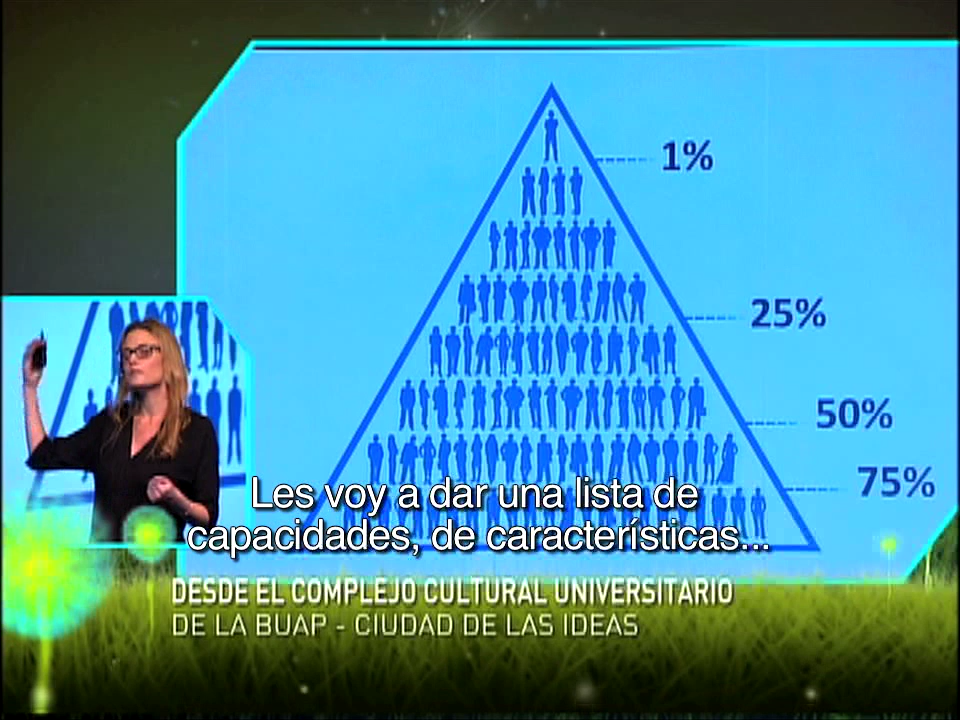 1%
25%
50%
75%
Les voy a dar una lista de
capacidades, de características...
DESDE EL COMPLEJO CULTURAL UNIVERSITARIO
DE LA BUAP - CIUDAD DE LAS IDEAS